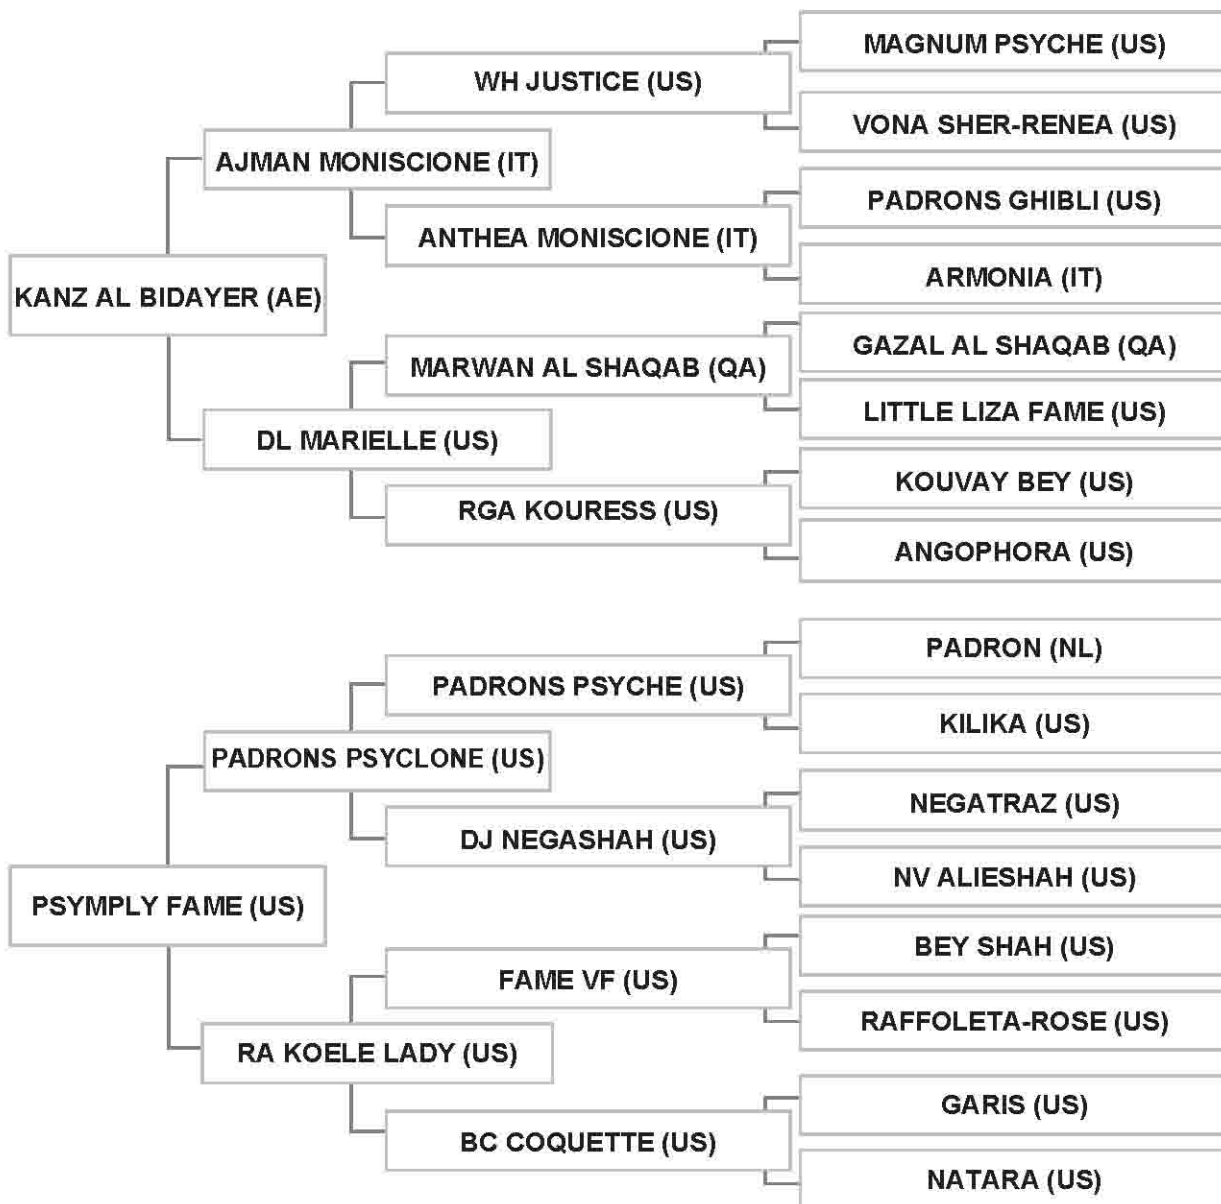 MAGNUM PSYCHE (US)
WH JUSTICE (US)
VONA SHER-RENEA (US)
AJMAN MONISCIONE (IT)
PADRONS GHIBLI (US)
ANTHEA MONISCIONE (IT)
ARMONIA (IT)
KANZ AL BIDAYER (AE)
GAZAL AL SHAQAB (QA)
MARWAN AL SHAQAB (QA)
LITTLE LIZA FAME (US)
DL MARIELLE (US)
KOUVAY BEY (US)
RGA KOURESS (US)
ANGOPHORA (US)
PADRON (NL)
PADRONS PSYCHE (US)
KILIKA (US)
PADRONS PSYCLONE (US)
NEGATRAZ (US)
DJ NEGASHAH (US)
NV ALIESHAH (US)
PSYMPLY FAME (US)
BEY SHAH (US)
FAME VF (US)
RAFFOLETA-ROSE (US)
RA KOELE LADY (US)
GARIS (US)
BC COQUETTE (US)
NATARA (US)